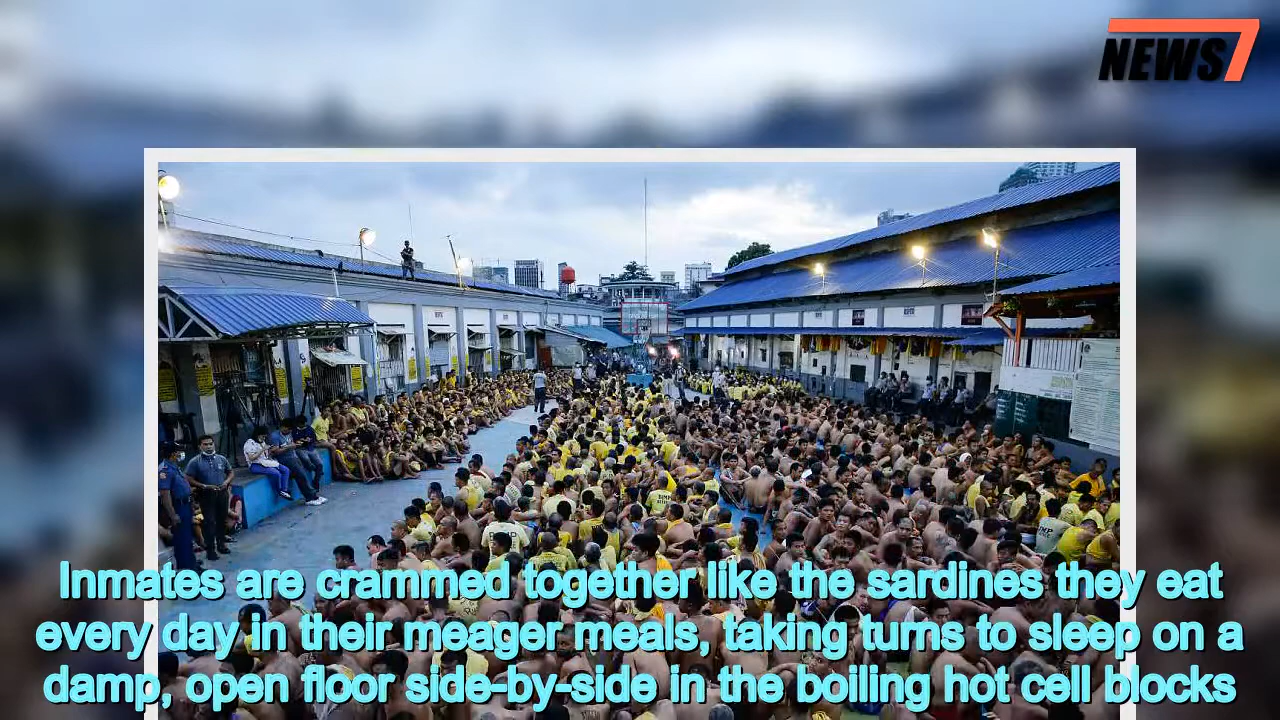 NEWS7
Inmates are crammed together like the sardines they eat
every day in their meager meals, taking turns to sleep on a
damp, open floor side-by-side in the boiling hot cell blocks